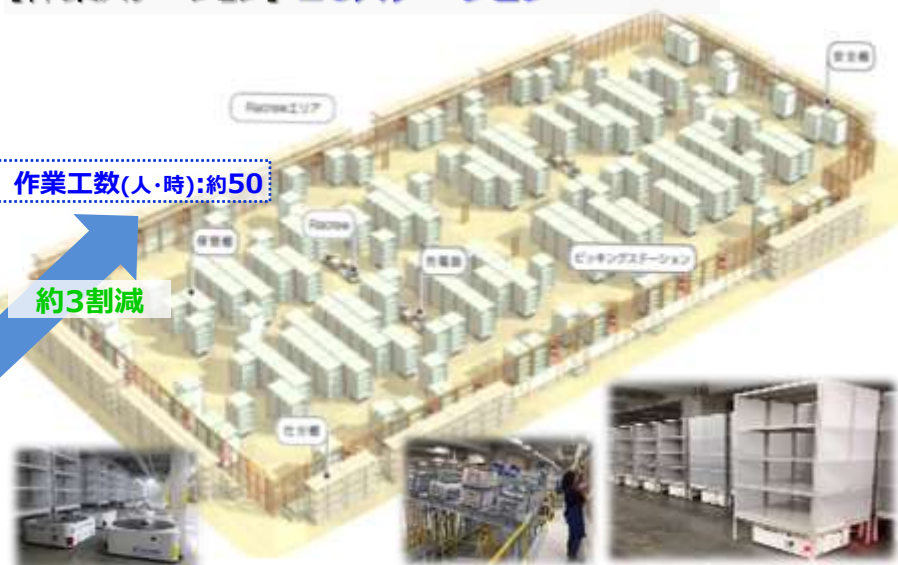 Racrewエリア
安全柵
作業工数(人・時):約50
保管棚
Racrew
充電器
ピッキングステーション
約3割減
仕分棚